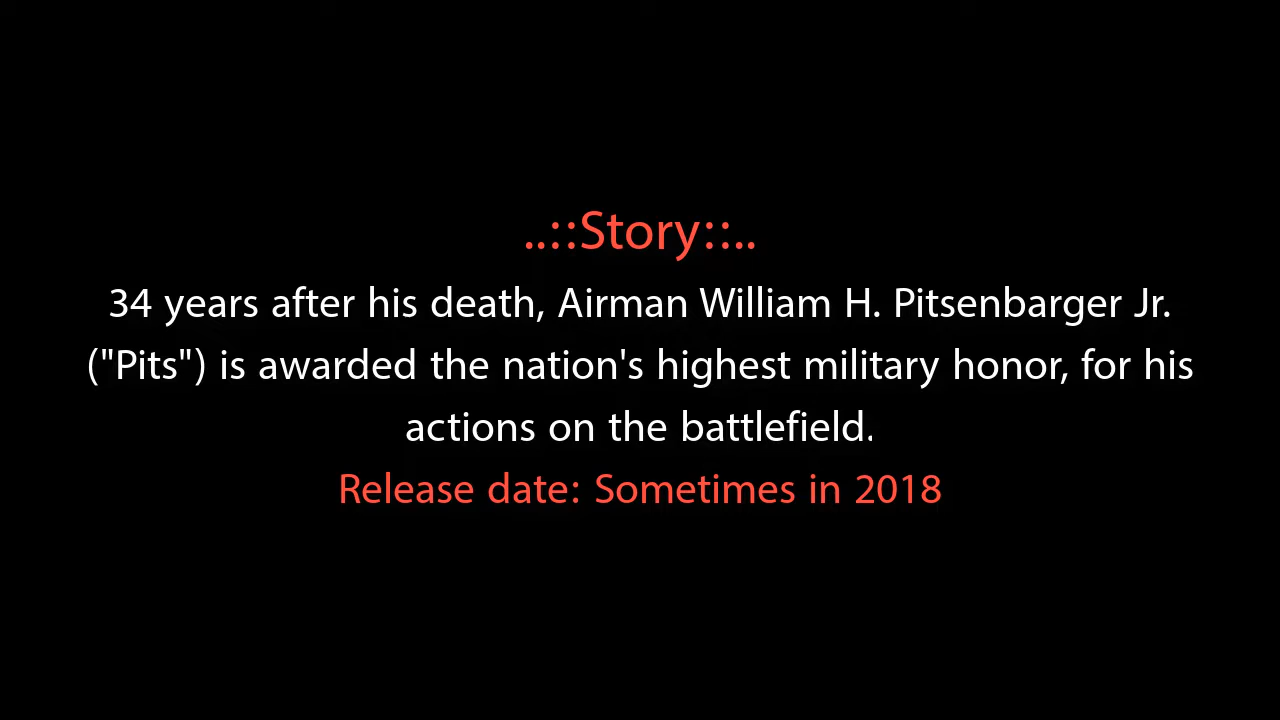 ..::Story::..
34 years after his death, Airman William H. Pitsenbarger Jr.
("Pits") is awarded the nation's highest military honor, for his
actions on the battlefield.
Release date: Sometimes in 2018